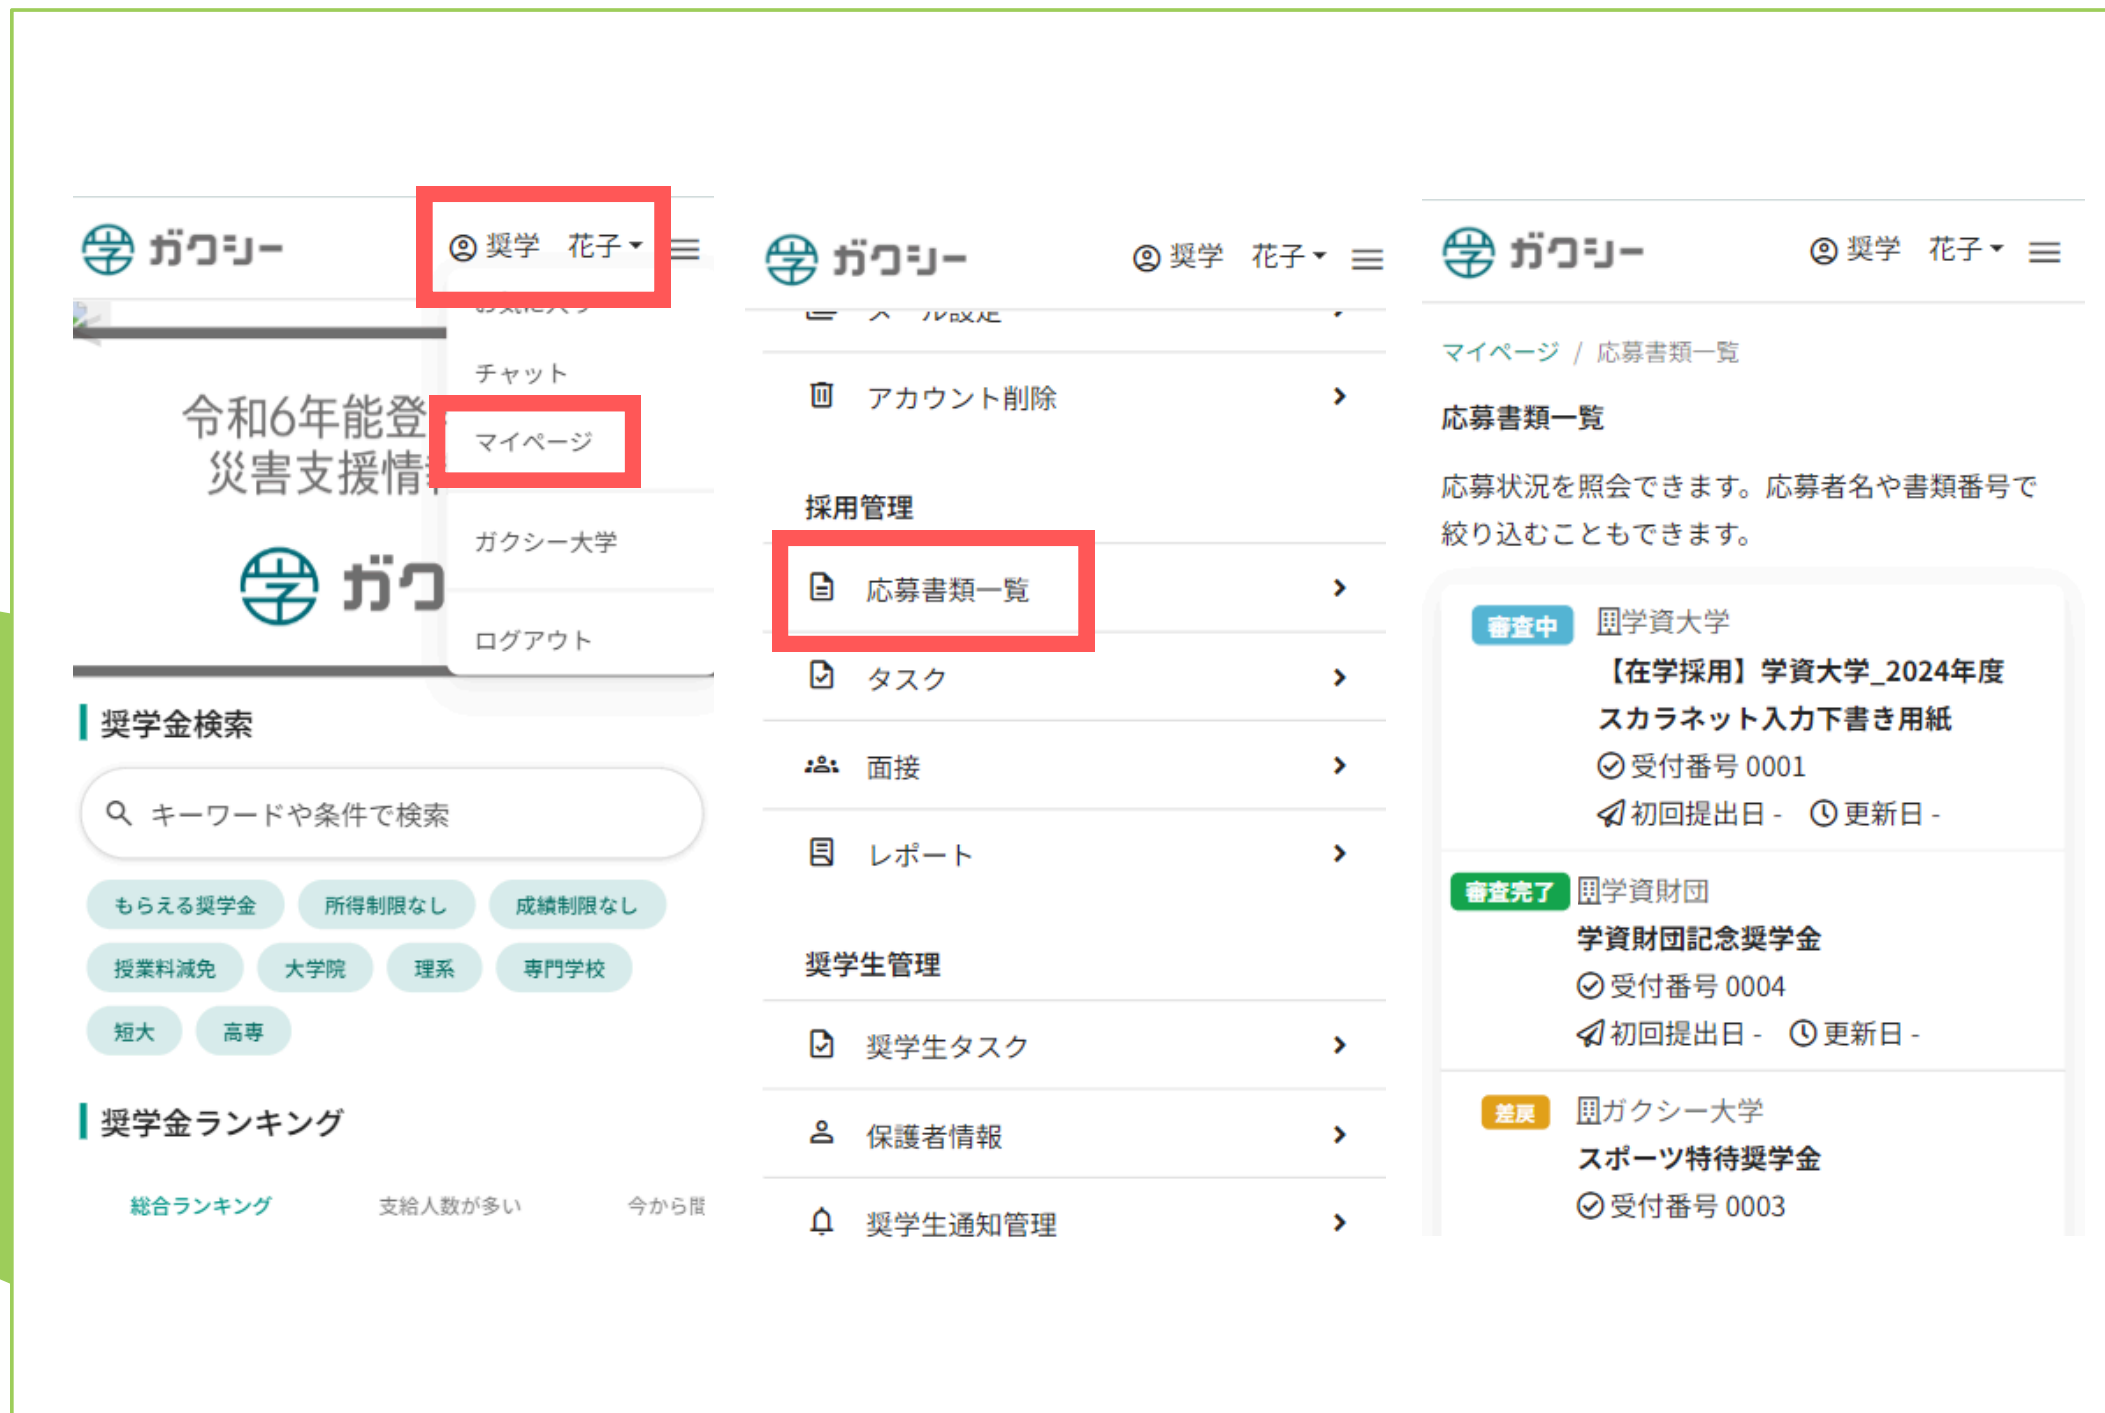 ガクシー
奨学 花子
お気に入り
チャット
マイページ
ガクシー大学
ログアウト
令和6年能登
災害支援情
ガク
奨学金検索
キーワードや条件で検索
もらえる奨学金 所得制限なし 成績制限なし
授業料減免 大学院 理系 専門学校
短大 高専
奨学金ランキング
総合ランキング 支給人数が多い 今から間
ガクシー
奨学 花子
メール設定
アカウント削除
採用管理
応募書類一覧
タスク
面接
レポート
奨学生管理
奨学生タスク
保護者情報
奨学生通知管理
ガクシー
奨学 花子
マイページ / 応募書類一覧
応募書類一覧
応募状況を照会できます。応募者名や書類番号で
絞り込むこともできます。
審査中 学資大学
【在学採用】学資大学_2024年度
スカラネット入力下書き用紙
受付番号 0001
初回提出日 - 更新日 -
審査完了 学資財団
学資財団記念奨学金
受付番号 0004
初回提出日 - 更新日 -
差戻 ガクシー大学
スポーツ特待奨学金
受付番号 0003